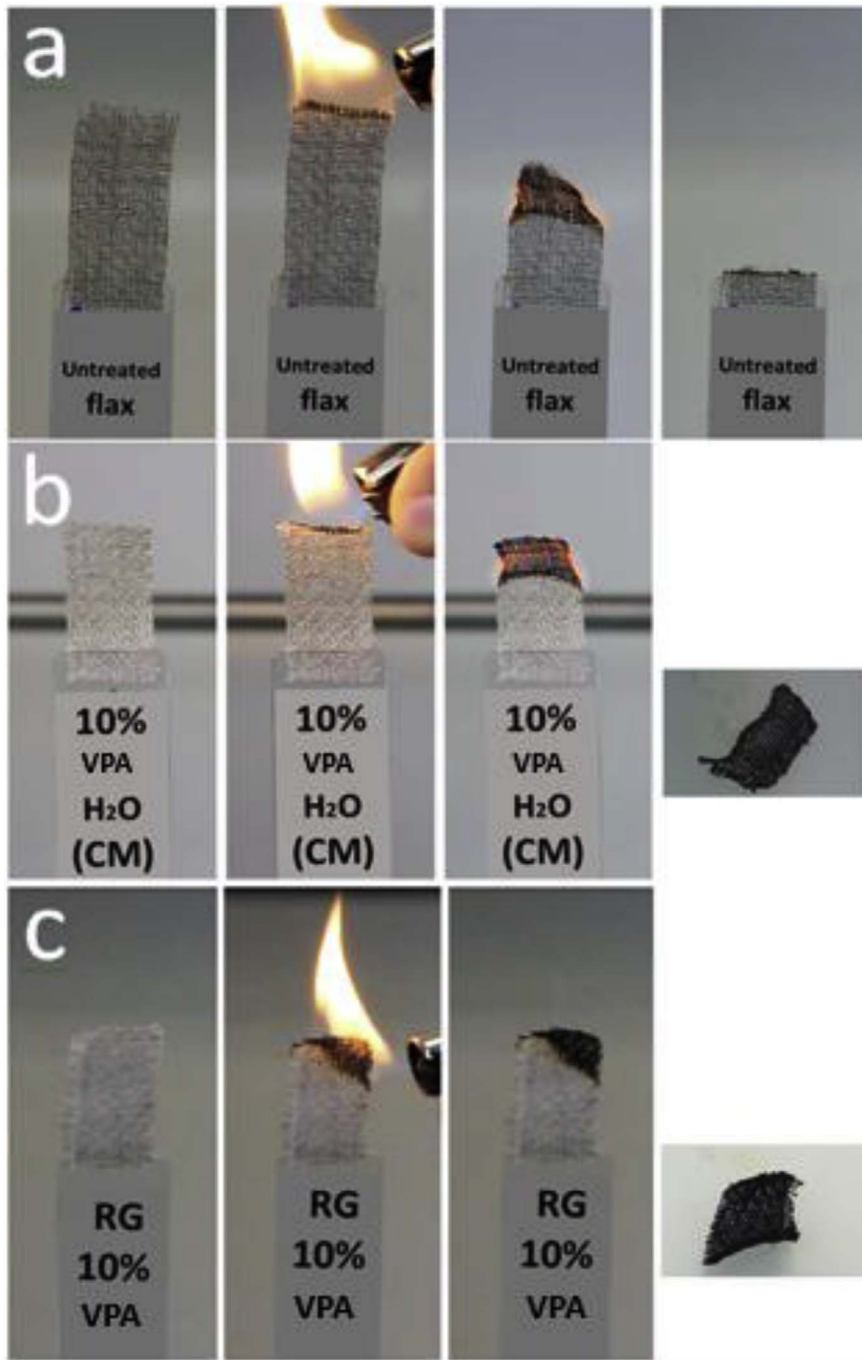 a
Untreated
flax
Untreated
flax
Untreated
flax
Untreated
flax
b
10%
VPA
H₂O
(CM)
10%
VPA
H₂O
(CM)
10%
VPA
H₂O
(CM)
c
RG
10%
VPA
RG
10%
VPA
RG
10%
VPA